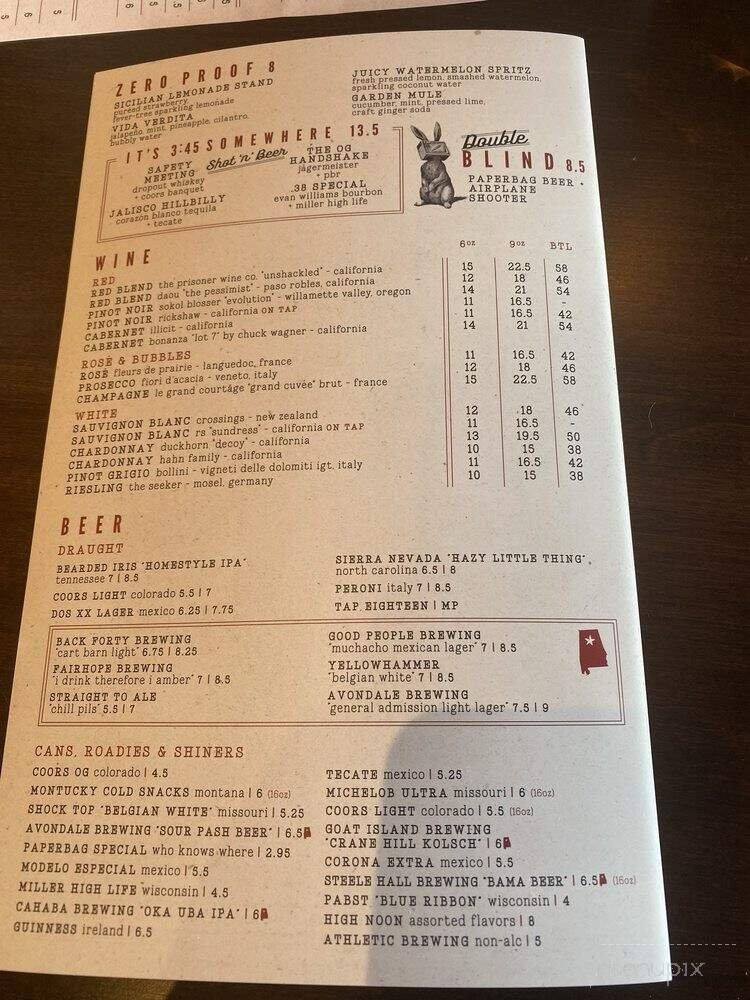 ZERO PROOF 8
SICILIAN LEMONADE STAND
pureed strawberry,
fever-tree sparkling lemonade
VIDA VERDITA
jalapeño, mint, pineapple, cilantro,
bubbly water
JUICY WATERMELON SPRITZ
fresh pressed lemon, smashed watermelon,
sparkling coconut water
GARDEN MULE
cucumber, mint, pressed lime,
craft ginger soda
IT'S 3:45 SOMEWHERE 13.5
Shot 'n' Beer
SAFETY
MEETING
dropout whiskey
+ coors banquet
JALISCO HILLBILLY
corazón blanco tequila
+ tecate
THE OG
HANDSHAKE
jägermeister
+ pbr
.38 SPECIAL
evan williams bourbon
+ miller high life
Double
BLIND 8.5
PAPERBAG BEER +
AIRPLANE
SHOOTER
WINE
6oz 9oz BTL
RED
RED BLEND the prisoner wine co. "unshackled" - california 15 22.5 58
RED BLEND daou "the pessimist" - paso robles, california 12 18 46
PINOT NOIR sokol blosser "evolution" - willamette valley, oregon 14 21 54
PINOT NOIR rickshaw - california ON TAP 11 16.5 -
CABERNET illicit - california 11 16.5 42
CABERNET bonanza "lot 7" by chuck wagner - california 14 21 54
ROSÉ & BUBBLES
ROSÉ fleurs de prairie - languedoc, france 11 16.5 42
PROSECCO fiori d'acacia - veneto, italy 12 18 46
CHAMPAGNE le grand courtâge "grand cuvée" brut - france 15 22.5 58
WHITE
SAUVIGNON BLANC crossings - new zealand 12 18 46
SAUVIGNON BLANC rs "sundress" - california ON TAP 11 16.5 -
CHARDONNAY duckhorn "decoy" - california 13 19.5 50
CHARDONNAY hahn family - california 10 15 38
PINOT GRIGIO bollini - vigneti delle dolomiti igt, italy 11 16.5 42
RIESLING the seeker - mosel, germany 10 15 38
BEER
DRAUGHT
BEARDED IRIS "HOMESTYLE IPA"
tennessee 7 | 8.5
COORS LIGHT colorado 5.5 | 7
DOS XX LAGER mexico 6.25 | 7.75
SIERRA NEVADA "HAZY LITTLE THING"
north carolina 6.5 | 8
PERONI italy 7 | 8.5
TAP EIGHTEEN | MP
BACK FORTY BREWING
"cart barn light" 6.75 | 8.25
FAIRHOPE BREWING
"i drink therefore i amber" 7 | 8.5
STRAIGHT TO ALE
"chill pils" 5.5 | 7
GOOD PEOPLE BREWING
"muchacho mexican lager" 7 | 8.5
YELLOWHAMMER
"belgian white" 7 | 8.5
AVONDALE BREWING
"general admission light lager" 7.5 | 9
CANS, ROADIES & SHINERS
COORS OG colorado | 4.5
MONTUCKY COLD SNACKS montana | 6 (16oz)
SHOCK TOP "BELGIAN WHITE" missouri | 5.25
AVONDALE BREWING "SOUR PASH BEER" | 6.5
PAPERBAG SPECIAL who knows where | 2.95
MODELO ESPECIAL mexico | 5.5
MILLER HIGH LIFE wisconsin | 4.5
CAHABA BREWING "OKA UBA IPA" | 6
GUINNESS ireland | 6.5
TECATE mexico | 5.25
MICHELOB ULTRA missouri | 6 (16oz)
COORS LIGHT colorado | 5.5 (16oz)
GOAT ISLAND BREWING
"CRANE HILL KOLSCH" | 6
CORONA EXTRA mexico | 5.5
STEELE HALL BREWING "BAMA BEER" | 6.5 (16oz)
PABST "BLUE RIBBON" wisconsin | 4
HIGH NOON assorted flavors | 8
ATHLETIC BREWING non-alc | 5